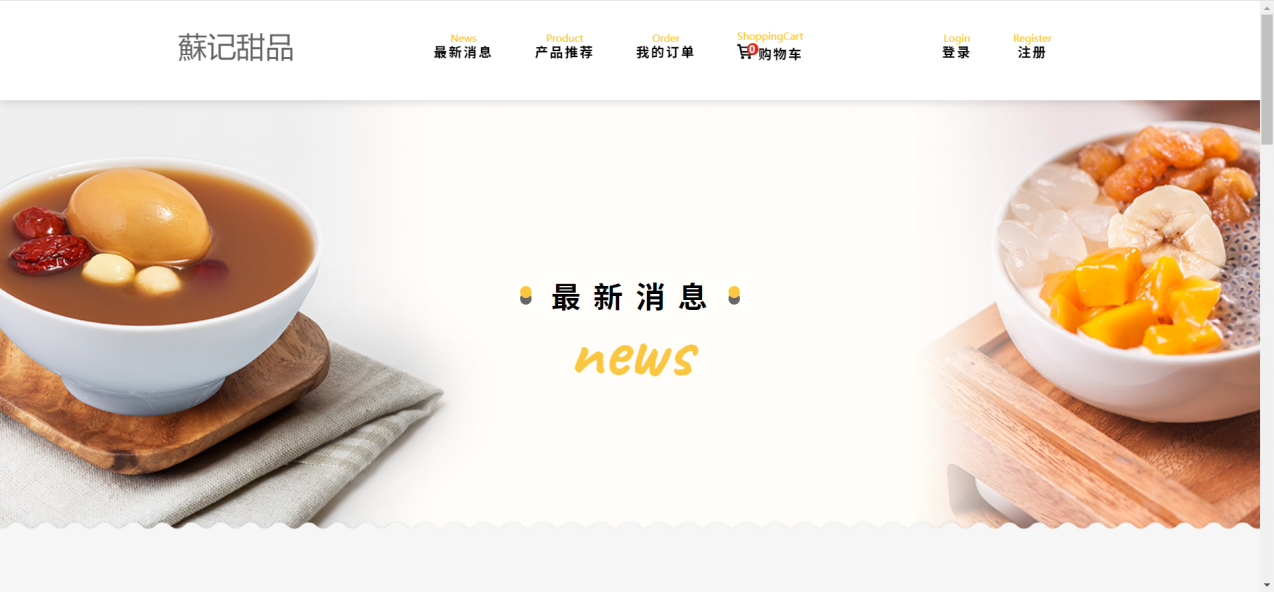 蘇记甜品
News
最新消息
Product
产品推荐
Order
我的订单
ShoppingCart
0购物车
Login
登录
Register
注册
最新消息
news